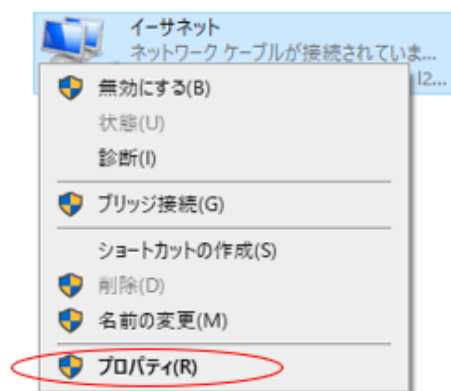 イーサネット
ネットワーク ケーブルが接続されていま...
I2...
無効にする(B)
状態(U)
診断(I)
ブリッジ接続(G)
ショートカットの作成(S)
削除(D)
名前の変更(M)
プロパティ(R)